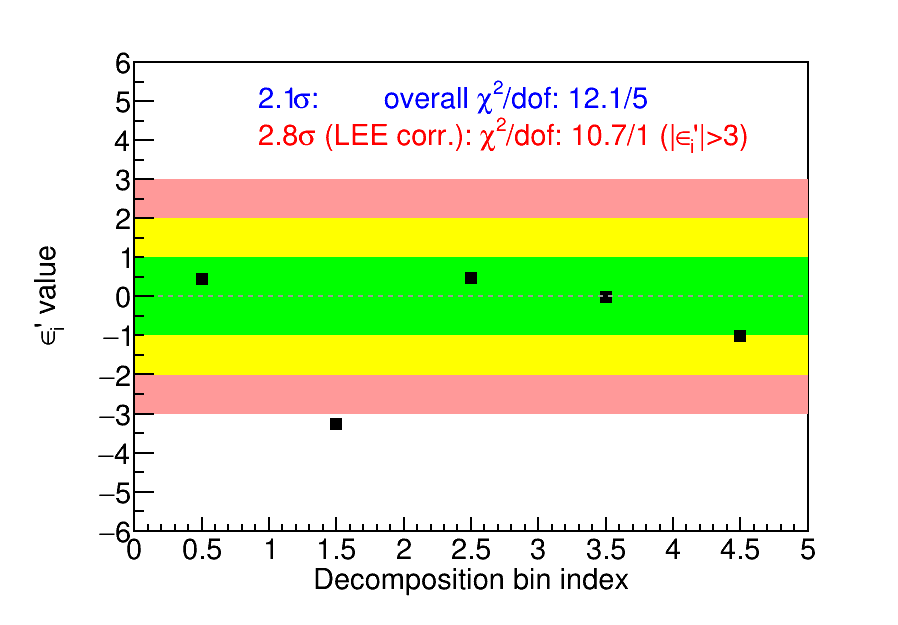 2.1σ: overall χ²/dof: 12.1/5
2.8σ (LEE corr.): χ²/dof: 10.7/1 (|ϵᵢ'|>3)
6
5
4
3
2
1
0
−1
−2
−3
−4
−5
−6
ϵᵢ' value
0 0.5 1 1.5 2 2.5 3 3.5 4 4.5 5
Decomposition bin index